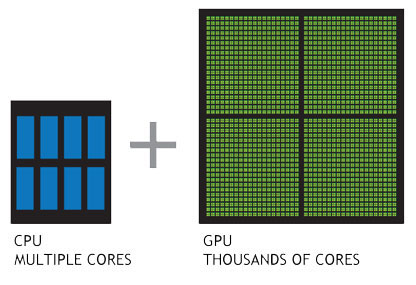 CPU
MULTIPLE CORES
GPU
THOUSANDS OF CORES